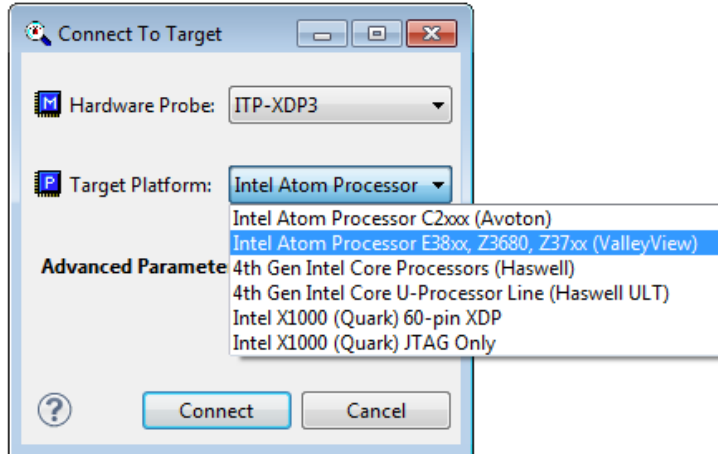 Connect To Target
M Hardware Probe: ITP-XDP3
P Target Platform: Intel Atom Processor
Intel Atom Processor C2xxx (Avoton)
Intel Atom Processor E38xx, Z3680, Z37xx (ValleyView)
Advanced Paramete
4th Gen Intel Core Processors (Haswell)
4th Gen Intel Core U-Processor Line (Haswell ULT)
Intel X1000 (Quark) 60-pin XDP
Intel X1000 (Quark) JTAG Only
? Connect Cancel